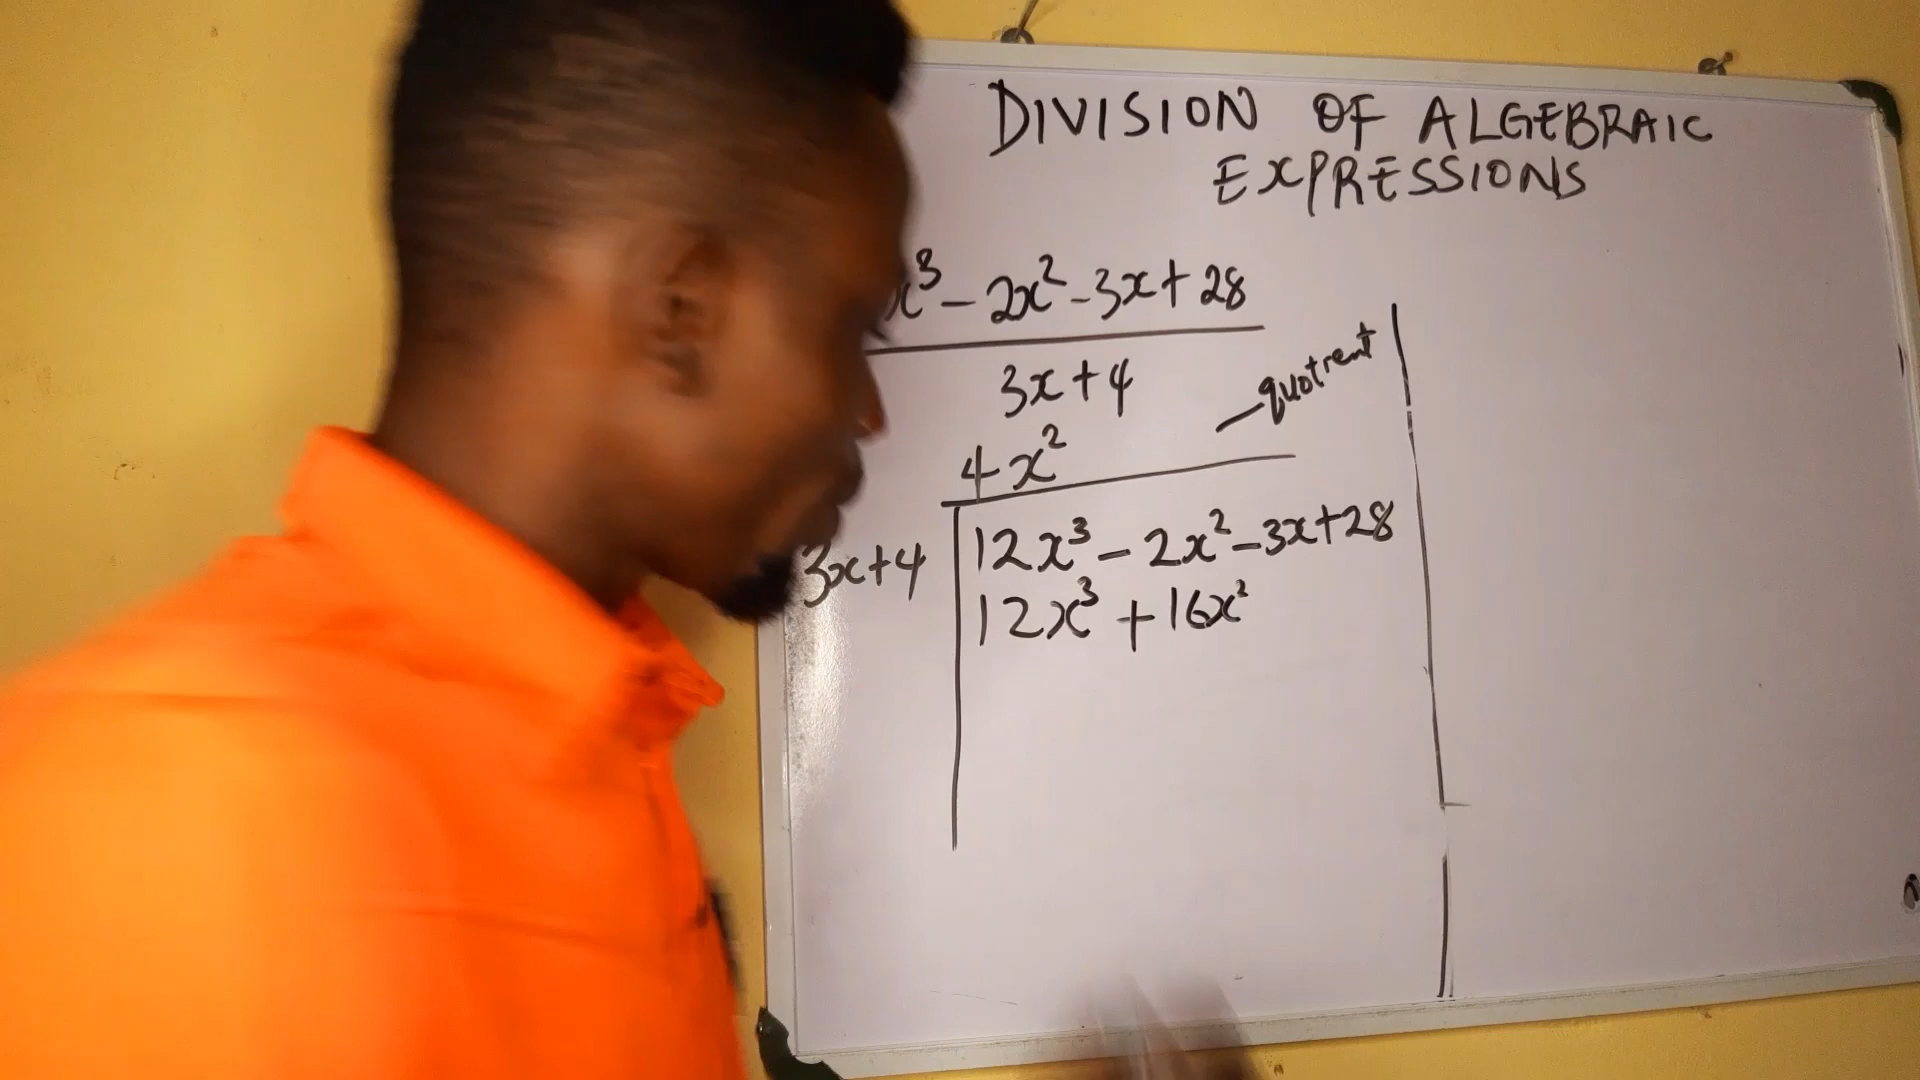 DIVISION OF ALGEBRAIC
EXPRESSIONS
x³ - 2x² - 3x + 28
3x + 4
quotient
4x²
3x+4 12x³ - 2x² - 3x + 28
12x³ + 16x²